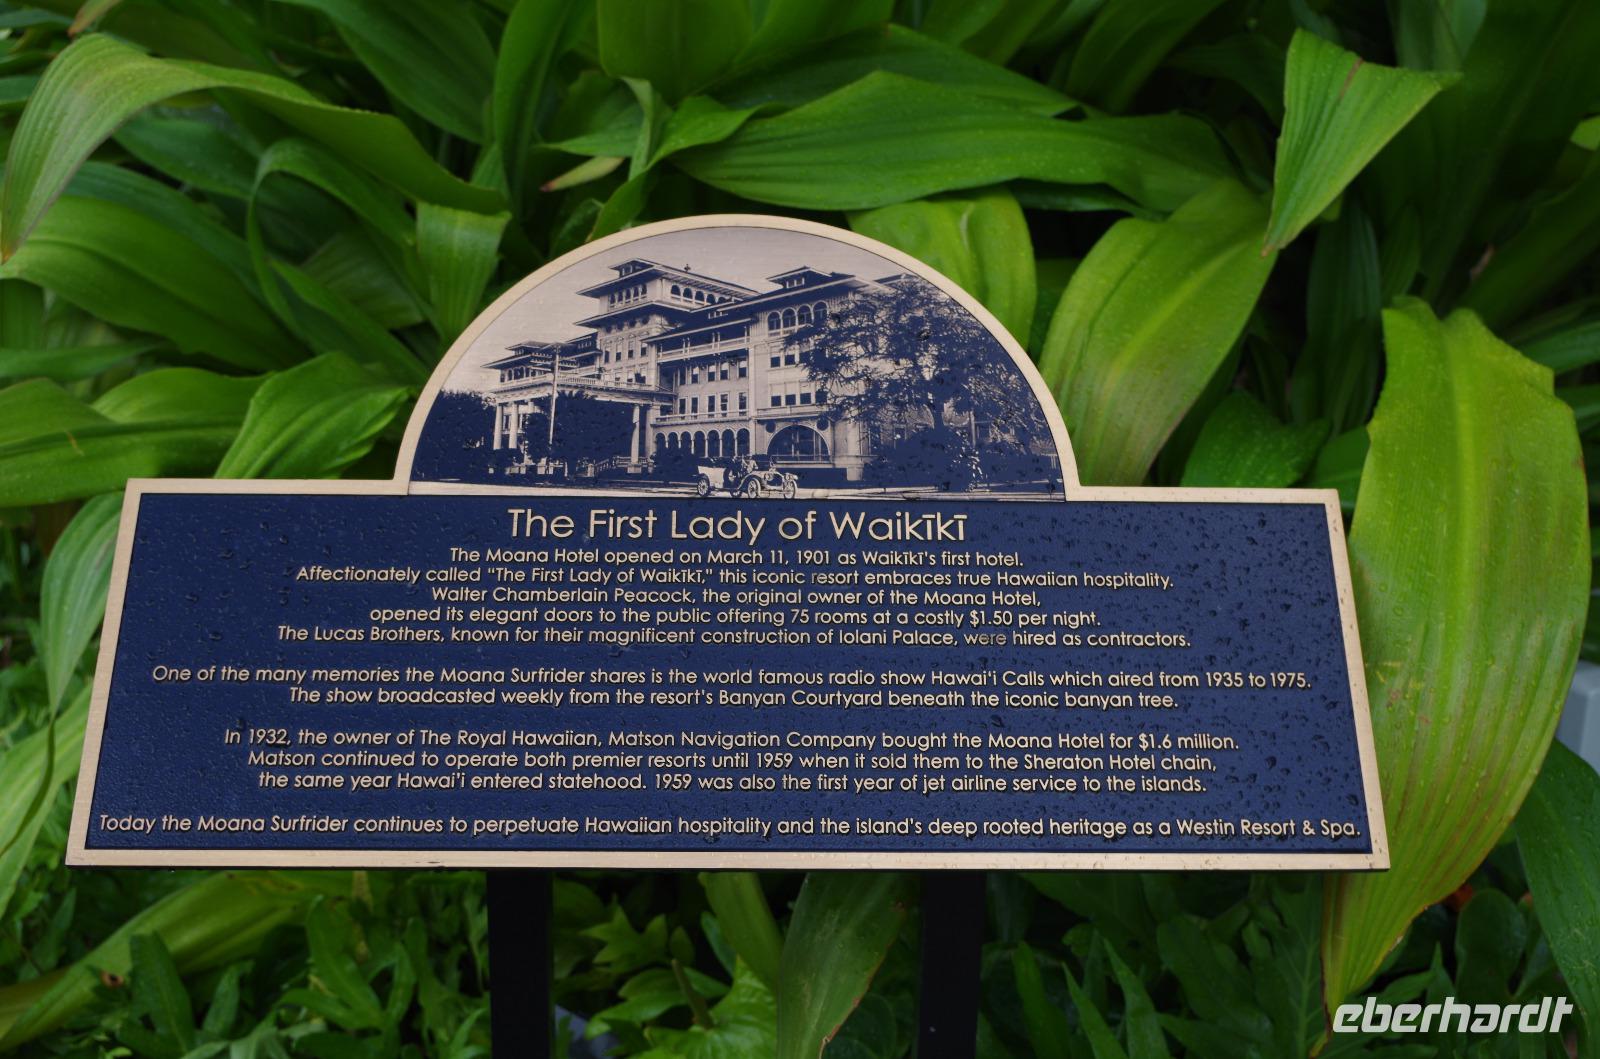 The First Lady of Waikīkī
The Moana Hotel opened on March 11, 1901 as Waikīkī's first hotel.
Affectionately called "The First Lady of Waikīkī," this iconic resort embraces true Hawaiian hospitality.
Walter Chamberlain Peacock, the original owner of the Moana Hotel,
opened its elegant doors to the public offering 75 rooms at a costly $1.50 per night.
The Lucas Brothers, known for their magnificent construction of Iolani Palace, were hired as contractors.
One of the many memories the Moana Surfrider shares is the world famous radio show Hawai'i Calls which aired from 1935 to 1975.
The show broadcasted weekly from the resort's Banyan Courtyard beneath the iconic banyan tree.
In 1932, the owner of The Royal Hawaiian, Matson Navigation Company bought the Moana Hotel for $1.6 million.
Matson continued to operate both premier resorts until 1959 when it sold them to the Sheraton Hotel chain,
the same year Hawai'i entered statehood. 1959 was also the first year of jet airline service to the islands.
Today the Moana Surfrider continues to perpetuate Hawaiian hospitality and the island's deep rooted heritage as a Westin Resort & Spa.
eberhardt